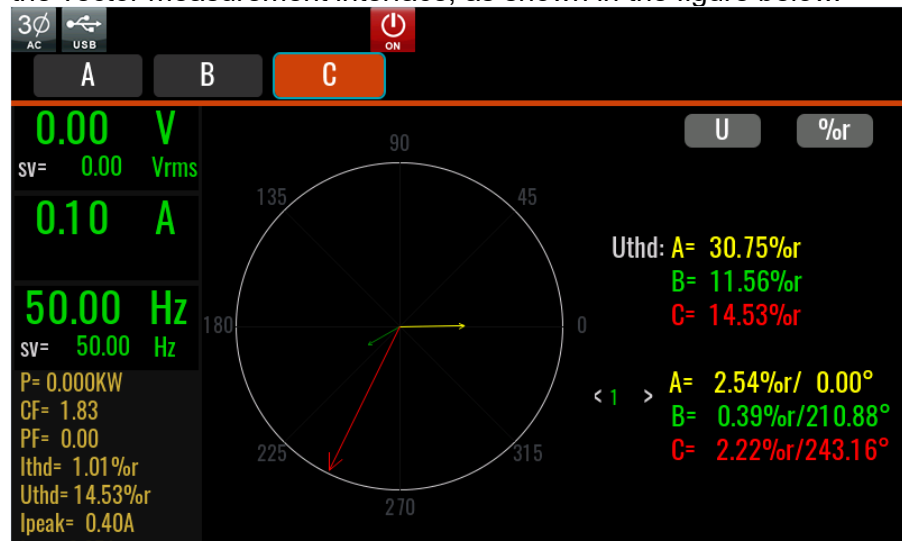 the vector measurement interface, as shown in the figure below.
3Ø
AC
USB
ON
A B C
0.00 V
sv= 0.00 Vrms
0.10 A
50.00 Hz
sv= 50.00 Hz
P= 0.000KW
CF= 1.83
PF= 0.00
Ithd= 1.01%r
Uthd= 14.53%r
Ipeak= 0.40A
90
135 45
180 0
225 315
270
U %r
Uthd: A= 30.75%r
B= 11.56%r
C= 14.53%r
< 1 > A= 2.54%r/ 0.00°
B= 0.39%r/210.88°
C= 2.22%r/243.16°